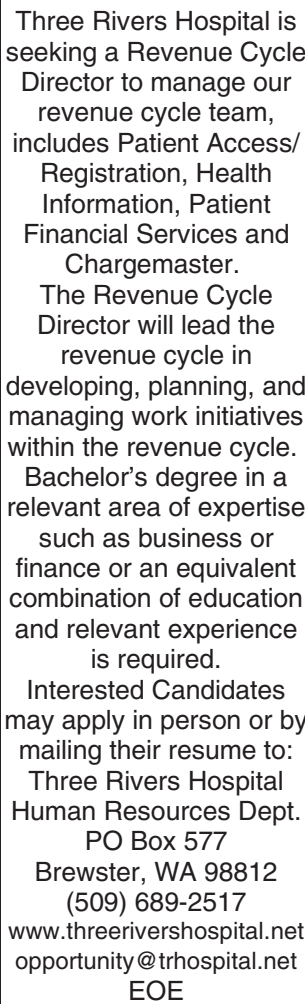 Three Rivers Hospital is
seeking a Revenue Cycle
Director to manage our
revenue cycle team,
includes Patient Access/
Registration, Health
Information, Patient
Financial Services and
Chargemaster.
The Revenue Cycle
Director will lead the
revenue cycle in
developing, planning, and
managing work initiatives
within the revenue cycle.
Bachelor’s degree in a
relevant area of expertise
such as business or
finance or an equivalent
combination of education
and relevant experience
is required.
Interested Candidates
may apply in person or by
mailing their resume to:
Three Rivers Hospital
Human Resources Dept.
PO Box 577
Brewster, WA 98812
(509) 689-2517
www.threerivershospital.net
opportunity@trhospital.net
EOE